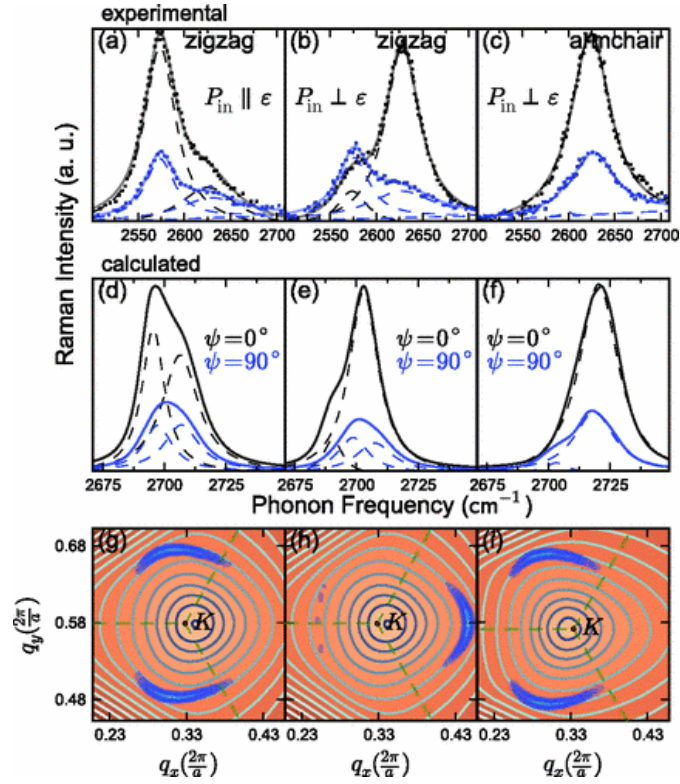 experimental
(a) zigzag (b) zigzag (c) armchair
P_in ∥ ε P_in ⊥ ε P_in ⊥ ε
2550 2600 2650 2700 2550 2600 2650 2700 2550 2600 2650 2700
Raman Intensity (a. u.)
calculated
(d) (e) (f)
ψ=0° ψ=0° ψ=0°
ψ=90° ψ=90° ψ=90°
2675 2700 2725 2675 2700 2725 2675 2700 2725
Phonon Frequency (cm⁻¹)
(g) (h) (i)
0.68
0.58
0.48
q_y(2π/a)
K K K
0.23 0.33 0.43 0.23 0.33 0.43 0.23 0.33 0.43
q_x(2π/a) q_x(2π/a) q_x(2π/a)